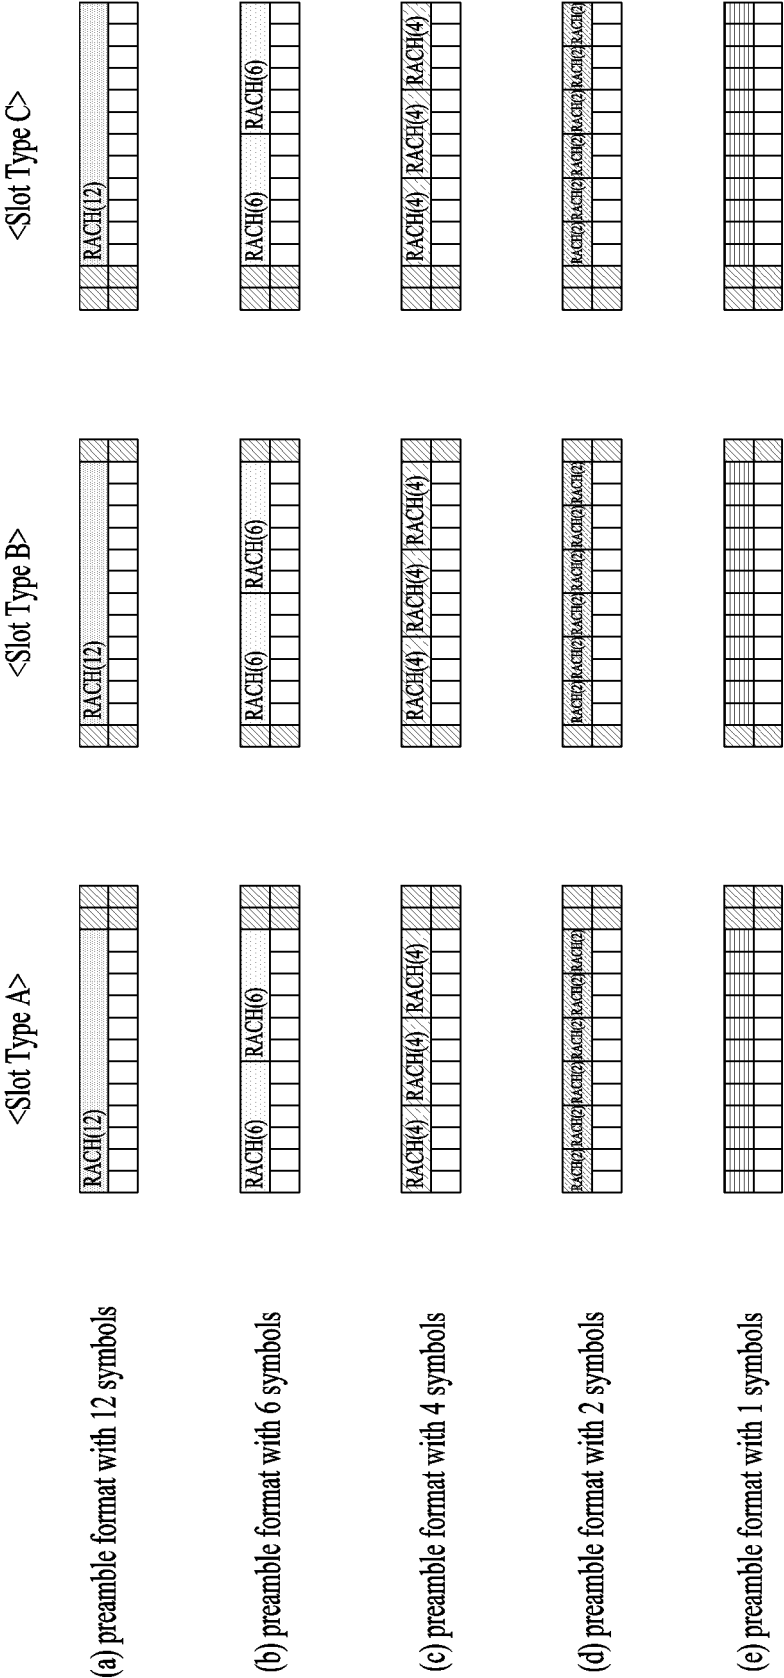 <Slot Type A> <Slot Type B> <Slot Type C>
(a) preamble format with 12 symbols
RACH(12) RACH(12) RACH(12)
(b) preamble format with 6 symbols
RACH(6) RACH(6) RACH(6) RACH(6) RACH(6) RACH(6)
(c) preamble format with 4 symbols
RACH(4) RACH(4) RACH(4) RACH(4) RACH(4) RACH(4) RACH(4) RACH(4) RACH(4)
(d) preamble format with 2 symbols
RACH(2) RACH(2) RACH(2) RACH(2) RACH(2) RACH(2) RACH(2) RACH(2) RACH(2) RACH(2) RACH(2) RACH(2) RACH(2) RACH(2) RACH(2) RACH(2) RACH(2) RACH(2)
(e) preamble format with 1 symbols